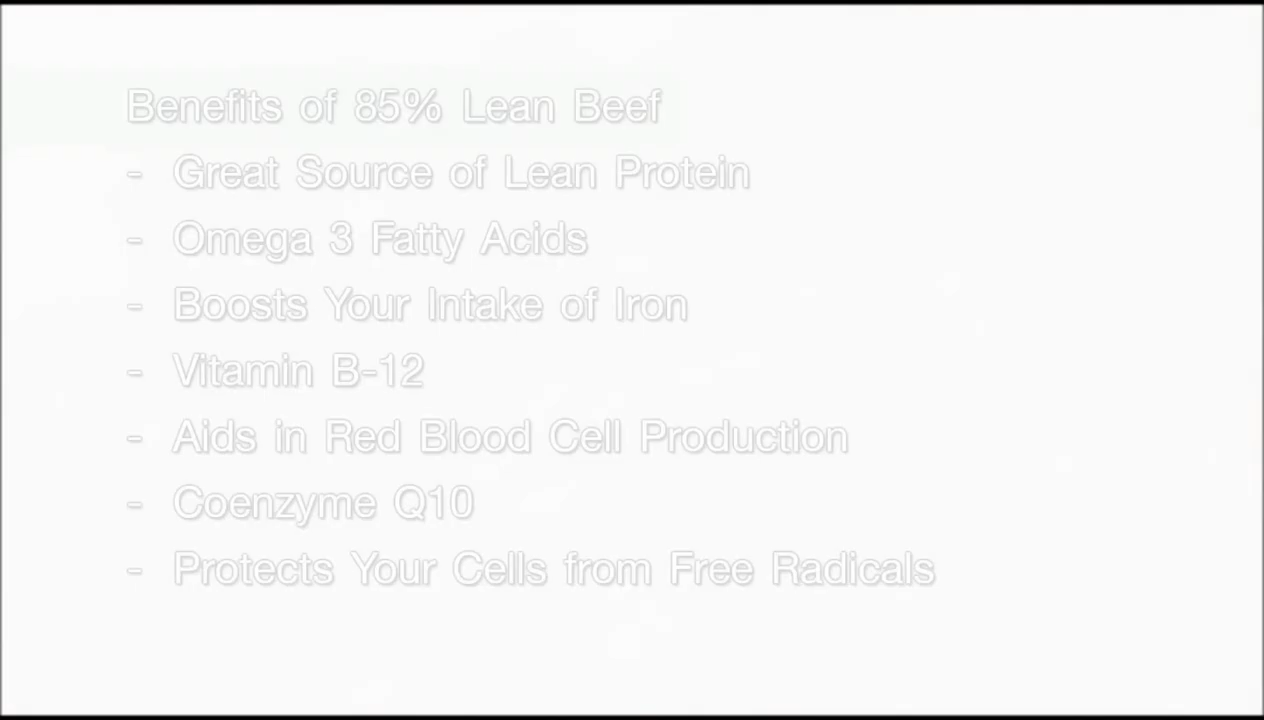 Benefits of 85% Lean Beef
- Great Source of Lean Protein
- Omega 3 Fatty Acids
- Boosts Your Intake of Iron
- Vitamin B-12
- Aids in Red Blood Cell Production
- Coenzyme Q10
- Protects Your Cells from Free Radicals